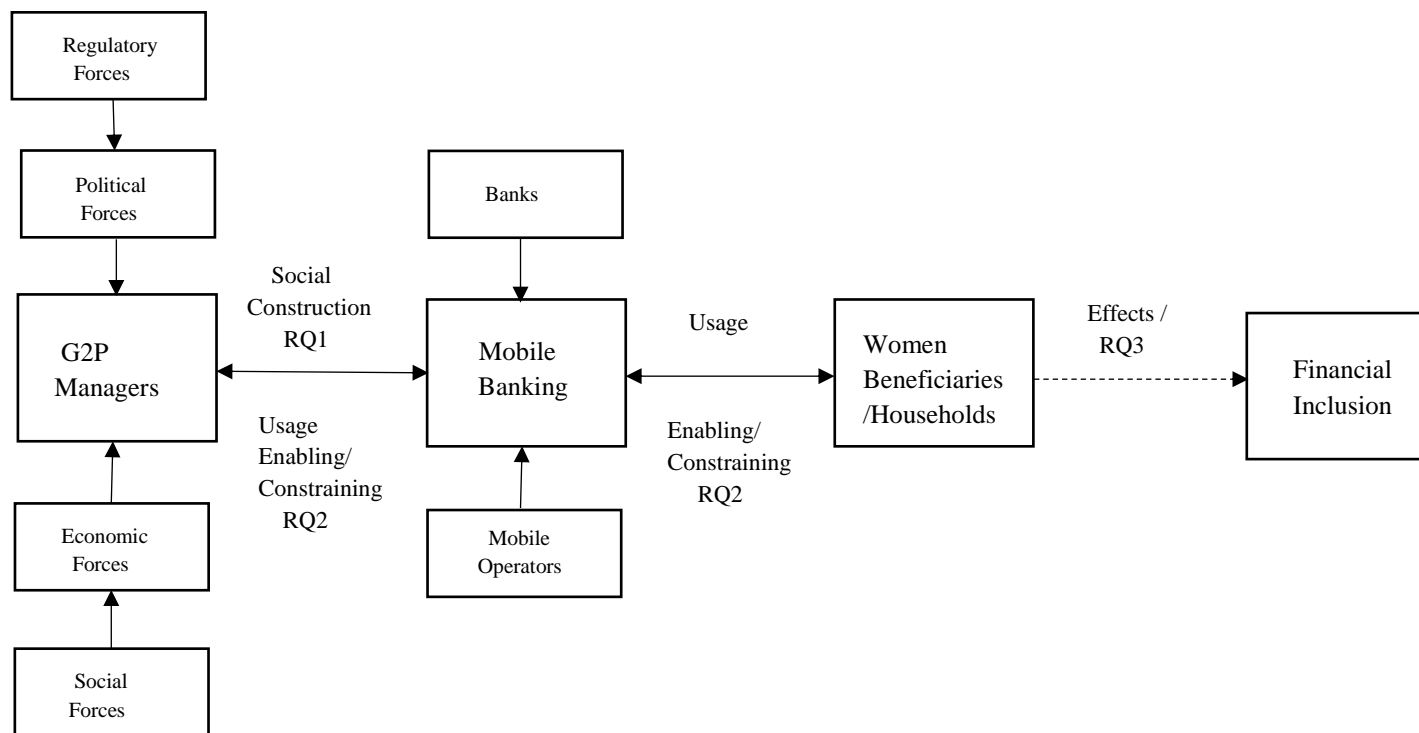 Regulatory
Forces
Political
Forces
Banks
Social
Construction
RQ1
G2P
Managers
Usage
Enabling/
Constraining
RQ2
Mobile
Banking
Usage
Enabling/
Constraining
RQ2
Women
Beneficiaries
/Households
Effects /
RQ3
Financial
Inclusion
Economic
Forces
Mobile
Operators
Social
Forces